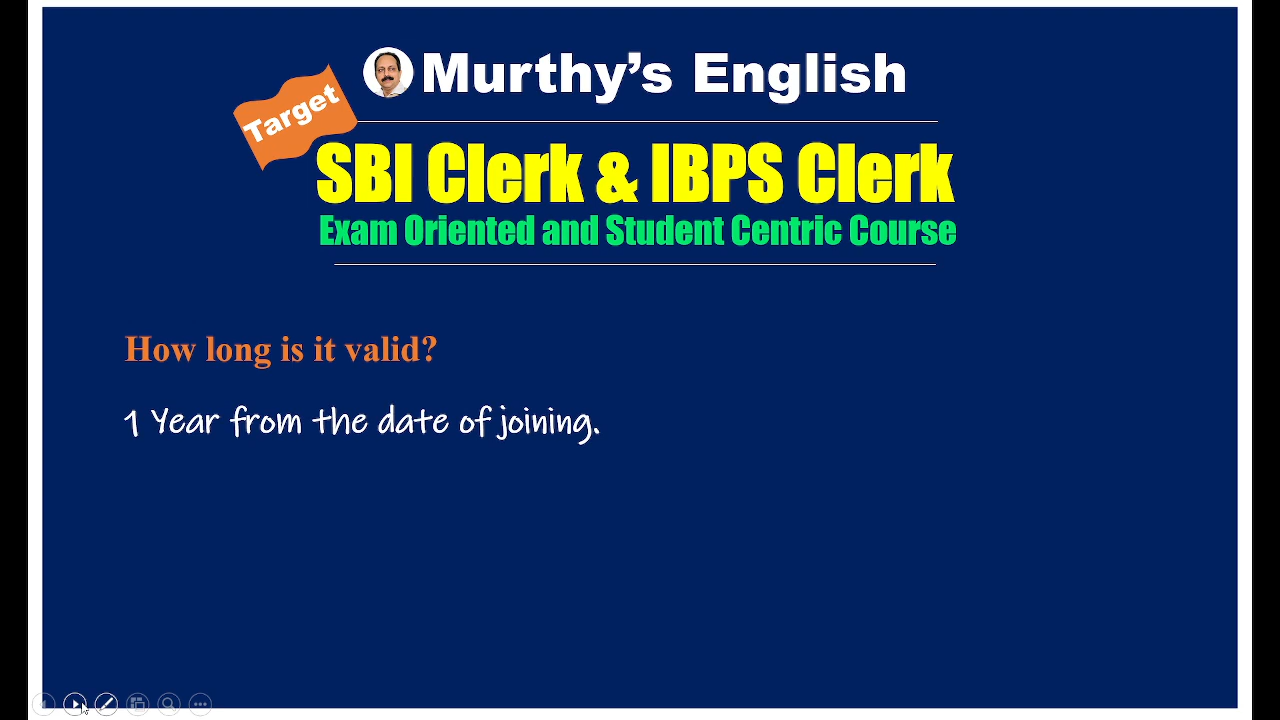 Murthy's English
Target
SBI Clerk & IBPS Clerk
Exam Oriented and Student Centric Course
How long is it valid?
1 Year from the date of joining.